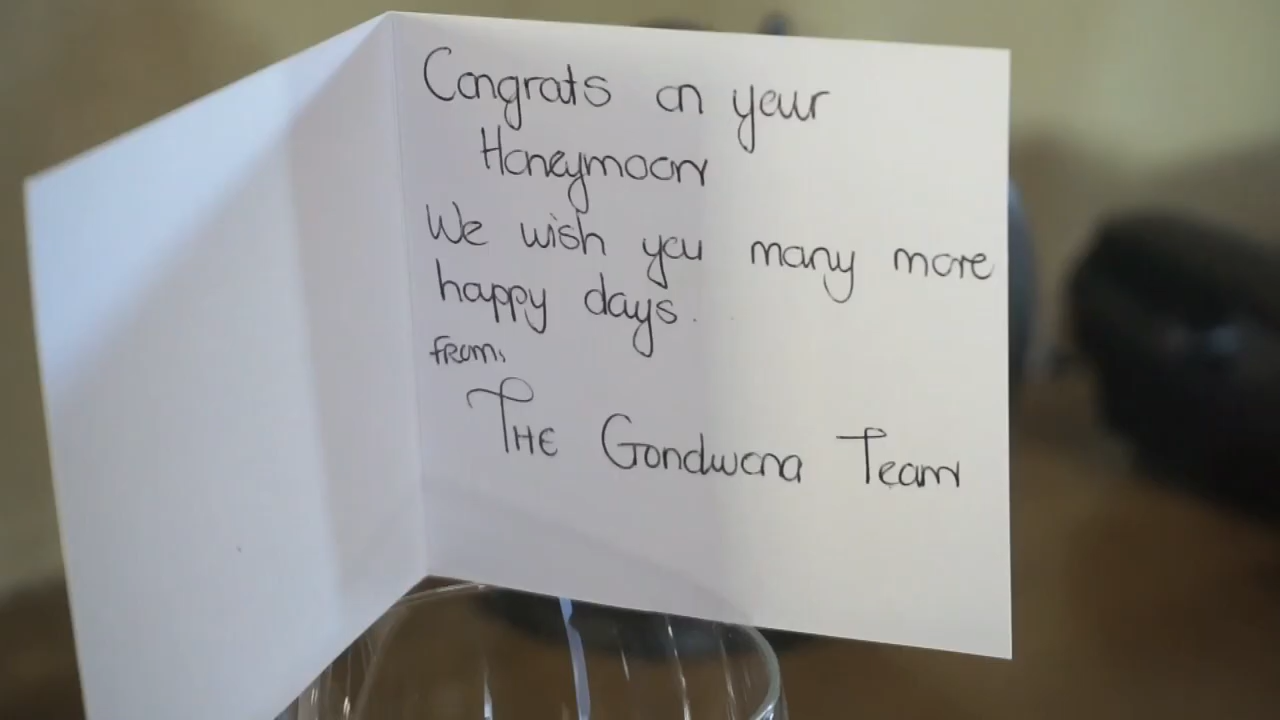 Congrats on your
Honeymoon
We wish you many more
happy days.
from:
THE Gondwana Team